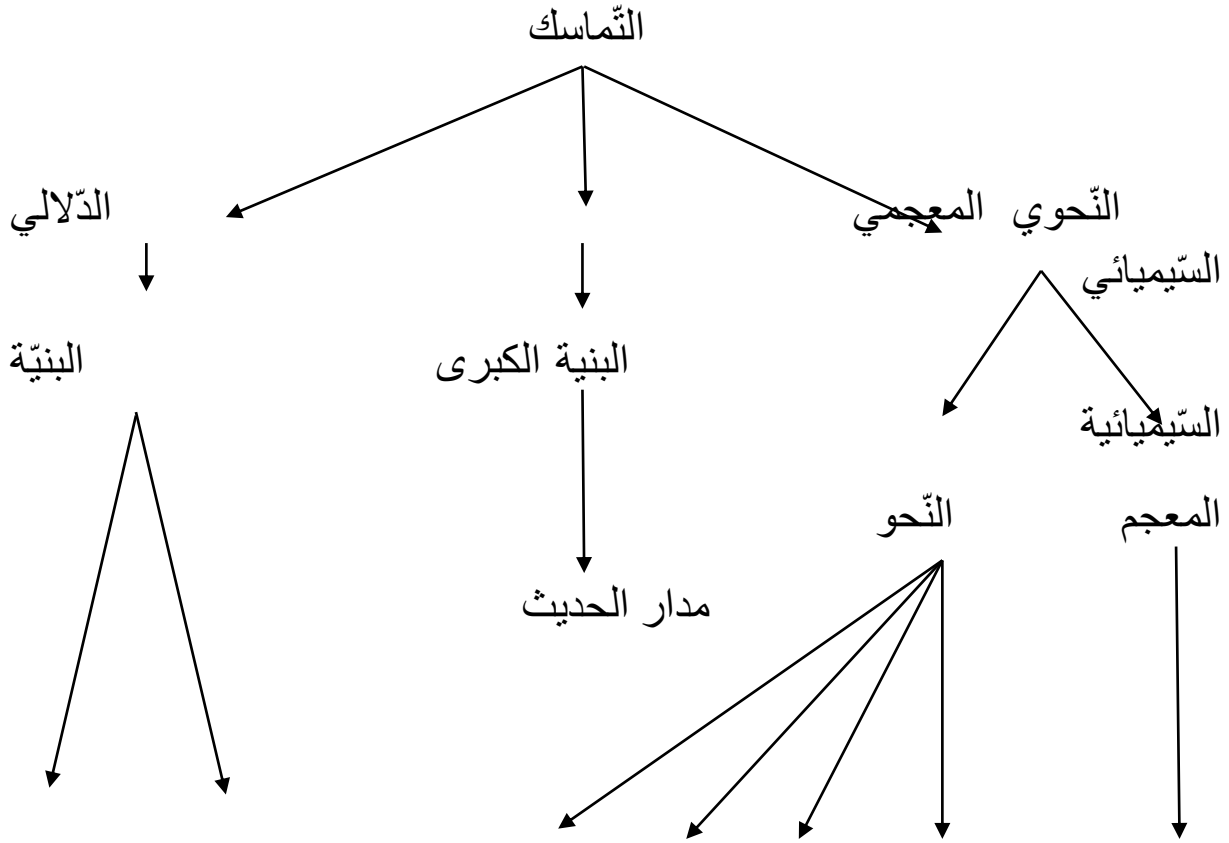 التّماسك
النّحوي المعجمي الدّلالي
السّيميائي
البنية الكبرى البنيّة
السّيميائية
المعجم النّحو
مدار الحديث